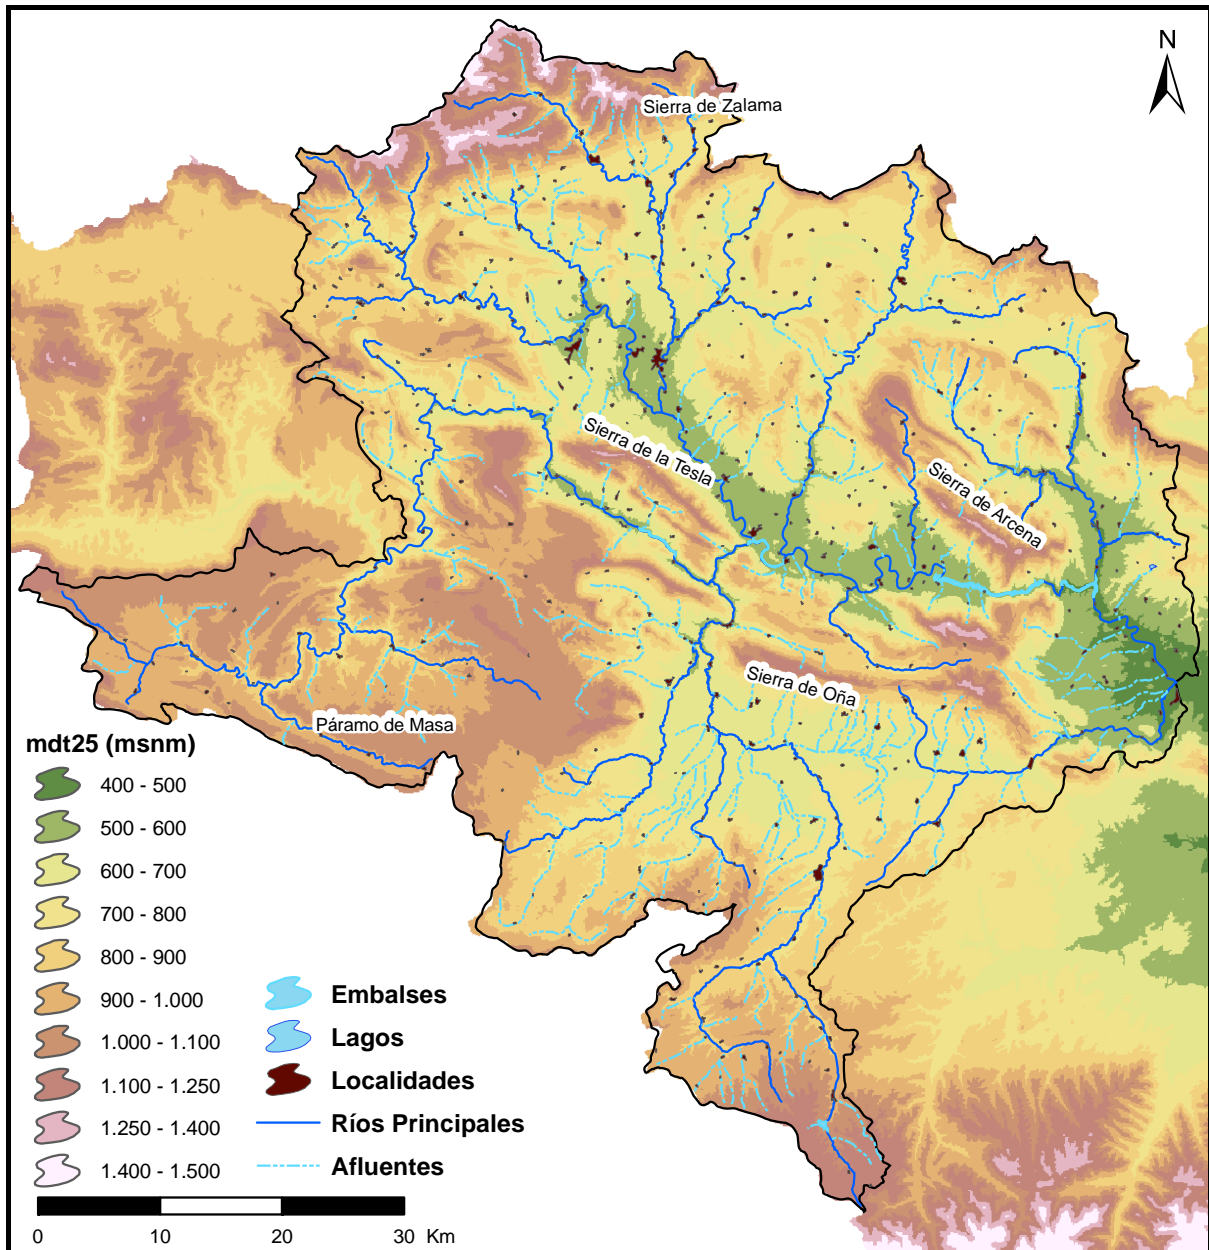 N
Sierra de Zalama
Sierra de la Tesla
Sierra de Arcena
Sierra de Oña
Páramo de Masa
mdt25 (msnm)
400 - 500
500 - 600
600 - 700
700 - 800
800 - 900
900 - 1.000
1.000 - 1.100
1.100 - 1.250
1.250 - 1.400
1.400 - 1.500
Embalses
Lagos
Localidades
Ríos Principales
Afluentes
0 10 20 30 Km